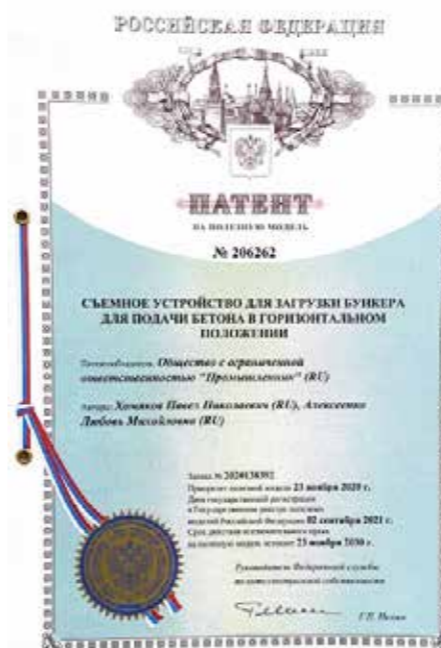 РОССИЙСКАЯ ФЕДЕРАЦИЯ
ПАТЕНТ
НА ПОЛЕЗНУЮ МОДЕЛЬ
№ 206262
СЪЕМНОЕ УСТРОЙСТВО ДЛЯ ЗАГРУЗКИ БУНКЕРА
ДЛЯ ПОДАЧИ БЕТОНА В ГОРИЗОНТАЛЬНОМ
ПОЛОЖЕНИИ
Патентообладатель: Общество с ограниченной
ответственностью "Промышленник" (RU)
Авторы: Хомяков Павел Николаевич (RU), Алексеенко
Любовь Михайловна (RU)
Заявка № 2020138392
Приоритет полезной модели 23 ноября 2020 г.
Дата государственной регистрации
в Государственном реестре полезных
моделей Российской Федерации 02 сентября 2021 г.
Срок действия исключительного права
на полезную модель истекает 23 ноября 2030 г.
Руководитель Федеральной службы
по интеллектуальной собственности
Г.П. Ивлиев